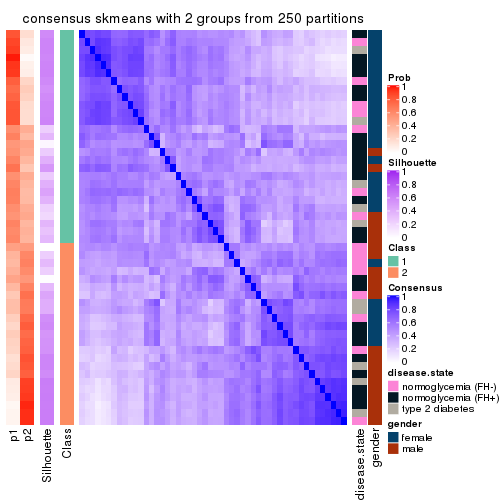 consensus skmeans with 2 groups from 250 partitions
Prob
1
0.8
0.6
0.4
0.2
0
Silhouette
1
0.8
0.6
0.4
0.2
0
Class
1
2
Consensus
1
0.8
0.6
0.4
0.2
0
disease.state
normoglycemia (FH-)
normoglycemia (FH+)
type 2 diabetes
gender
female
male
p1
p2
Silhouette
Class
disease.state
gender